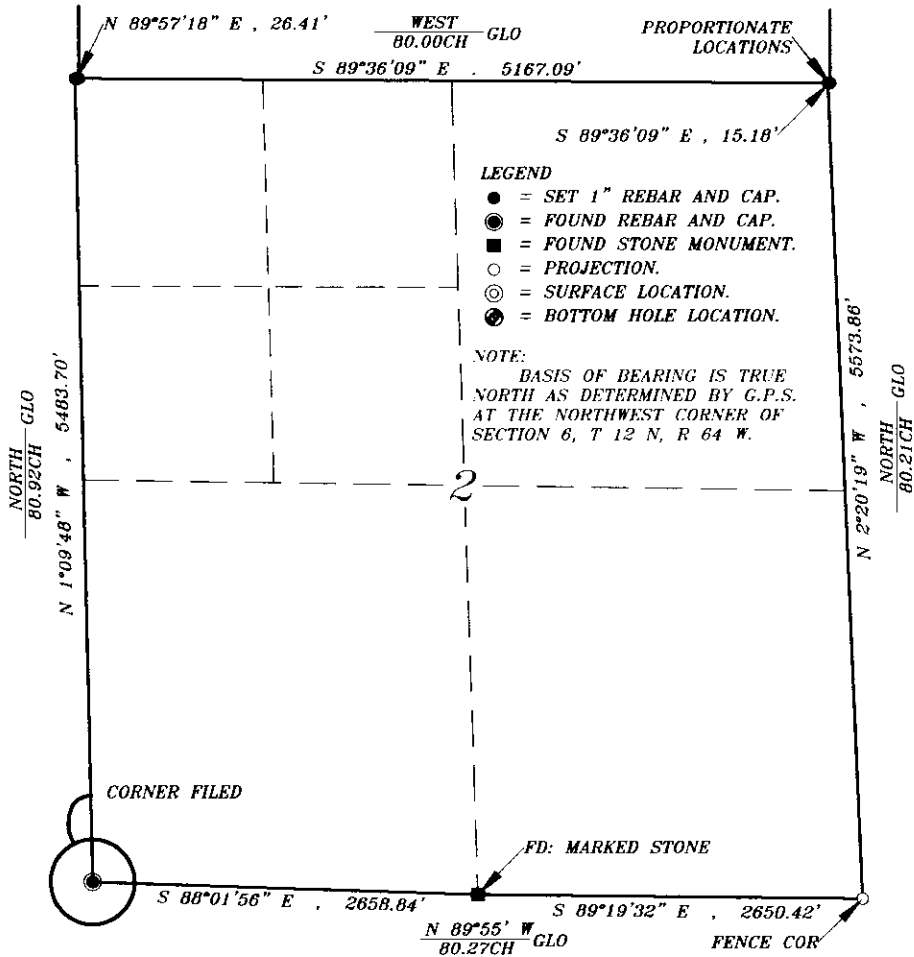 N 89°57'18" E , 26.41'
WEST
80.00CH GLO
PROPORTIONATE
LOCATIONS
S 89°36'09" E . 5167.09'
S 89°36'09" E , 15.18'
LEGEND
● = SET 1" REBAR AND CAP.
= FOUND REBAR AND CAP.
■ = FOUND STONE MONUMENT.
○ = PROJECTION.
◎ = SURFACE LOCATION.
= BOTTOM HOLE LOCATION.
NOTE:
BASIS OF BEARING IS TRUE
NORTH AS DETERMINED BY G.P.S.
AT THE NORTHWEST CORNER OF
SECTION 6, T 12 N, R 64 W.
NORTH GLO
80.92CH
N 1°09'48" W , 5483.70'
N 2°20'19" W , 5573.86'
NORTH GLO
80.21CH
2
CORNER FILED
FD: MARKED STONE
S 88°01'56" E , 2658.84'
S 89°19'32" E , 2650.42'
N 89°55' W
80.27CH GLO
FENCE COR